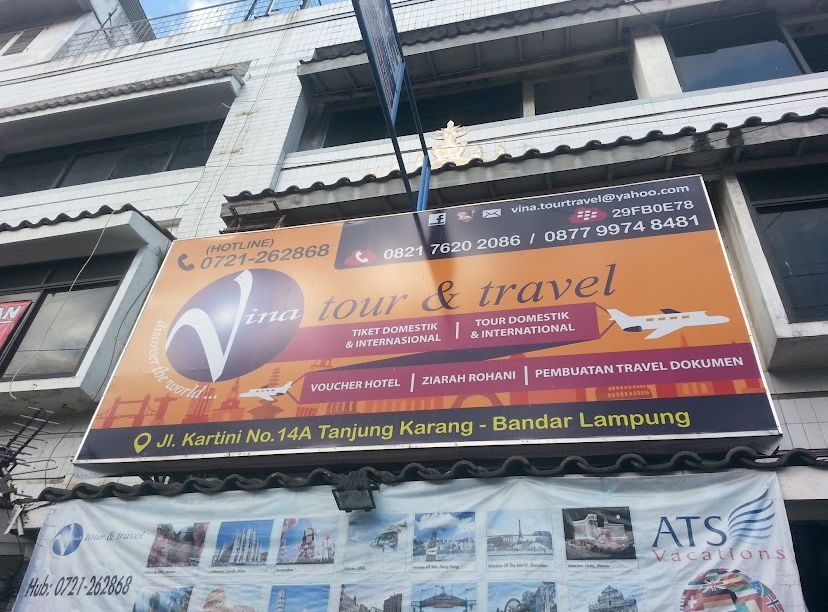 (HOTLINE)
0721-262868
vina.tourtravel@yahoo.com
29FB0E78
0821 7620 2086 / 0877 9974 8481
Vina tour & travel
discover the world...
TIKET DOMESTIK
& INTERNASIONAL
TOUR DOMESTIK
& INTERNATIONAL
VOUCHER HOTEL | ZIARAH ROHANI | PEMBUATAN TRAVEL DOKUMEN
Jl. Kartini No.14A Tanjung Karang - Bandar Lampung
Vina tour & travel
Hub: 0721-262868
ATS
Vacations